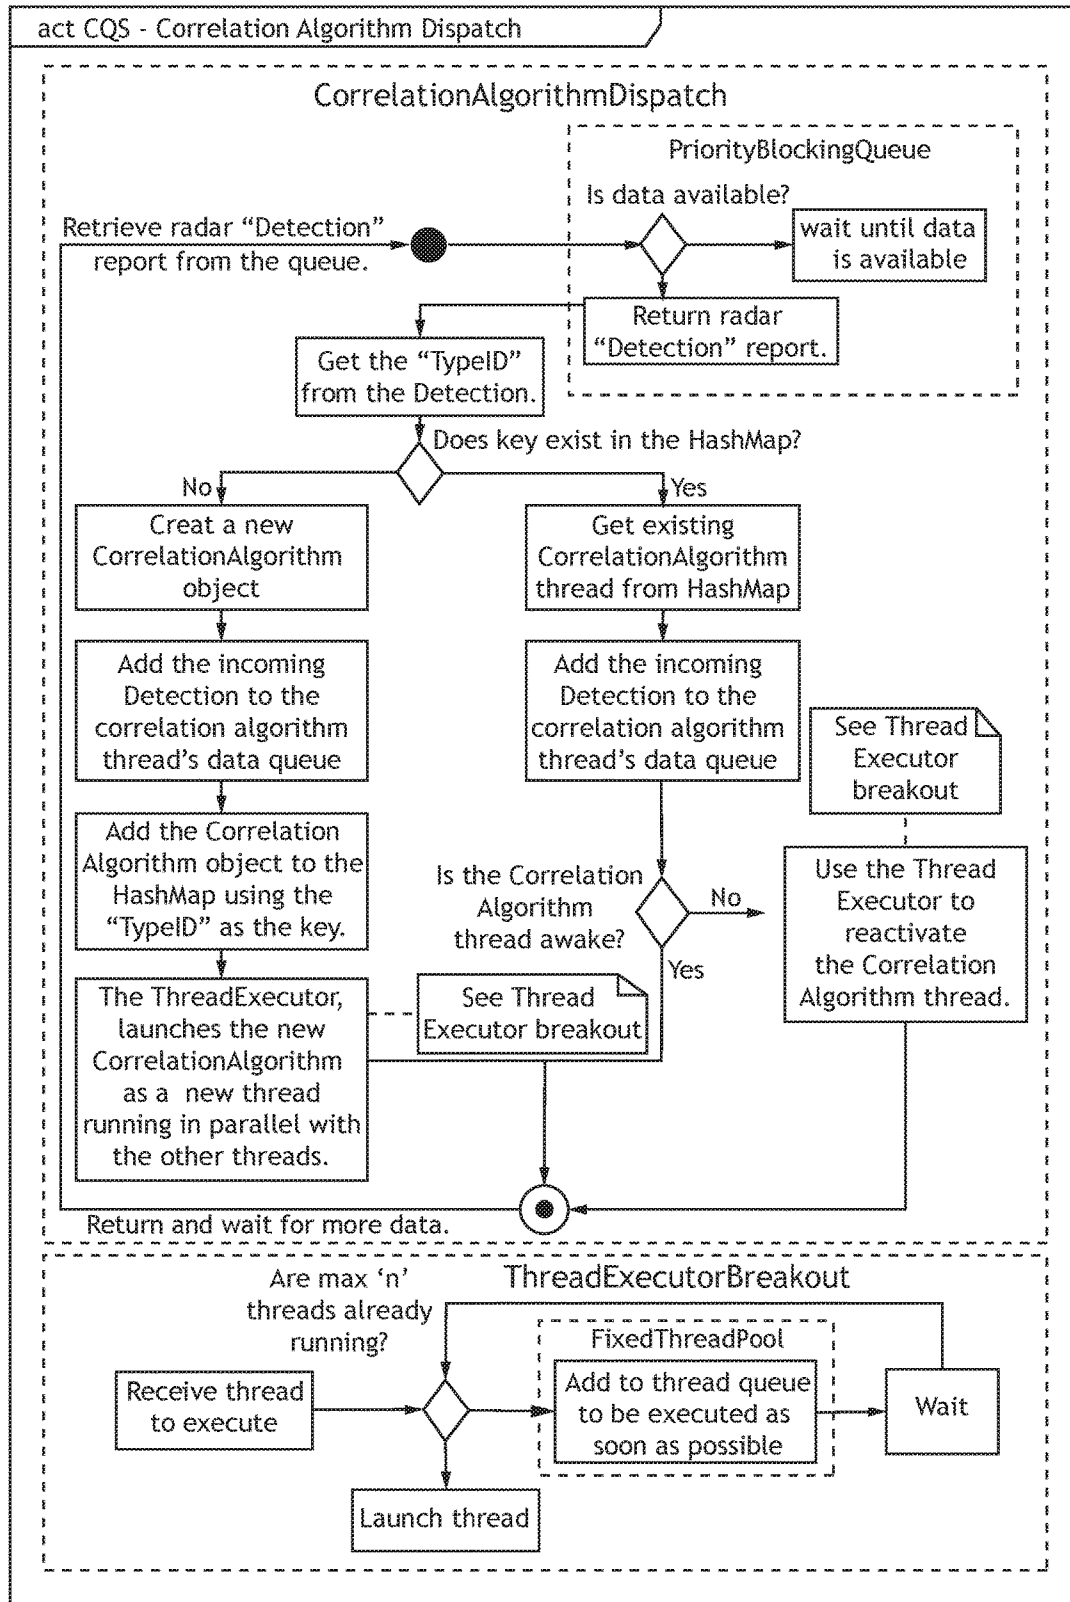 act CQS - Correlation Algorithm Dispatch
CorrelationAlgorithmDispatch
PriorityBlockingQueue
Is data available?
Retrieve radar “Detection”
report from the queue.
wait until data
is available
Return radar
“Detection” report.
Get the “TypeID”
from the Detection.
Does key exist in the HashMap?
No
Yes
Creat a new
CorrelationAlgorithm
object
Get existing
CorrelationAlgorithm
thread from HashMap
Add the incoming
Detection to the
correlation algorithm
thread's data queue
Add the incoming
Detection to the
correlation algorithm
thread's data queue
See Thread
Executor
breakout
Add the Correlation
Algorithm object to the
HashMap using the
“TypeID” as the key.
Is the Correlation
Algorithm
thread awake?
No
Yes
Use the Thread
Executor to
reactivate
the Correlation
Algorithm thread.
The ThreadExecutor,
launches the new
CorrelationAlgorithm
as a new thread
running in parallel with
the other threads.
See Thread
Executor breakout
Return and wait for more data.
ThreadExecutorBreakout
Are max ‘n’
threads already
running?
FixedThreadPool
Receive thread
to execute
Add to thread queue
to be executed as
soon as possible
Wait
Launch thread